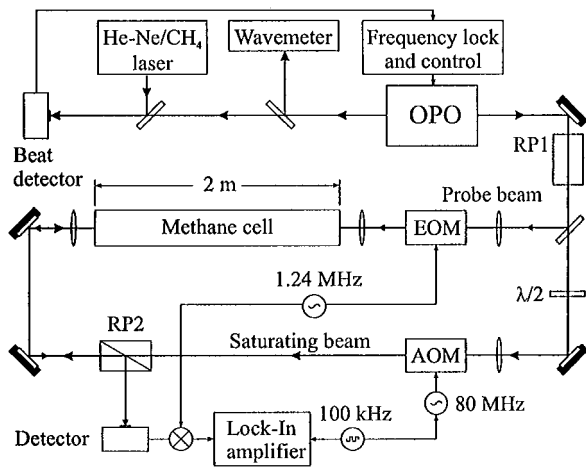 He-Ne/CH4
laser
Wavemeter
Frequency lock
and control
OPO
RP1
Beat
detector
2 m
Probe beam
Methane cell
EOM
λ/2
1.24 MHz
RP2
Saturating beam
AOM
100 kHz
80 MHz
Detector
Lock-In
amplifier